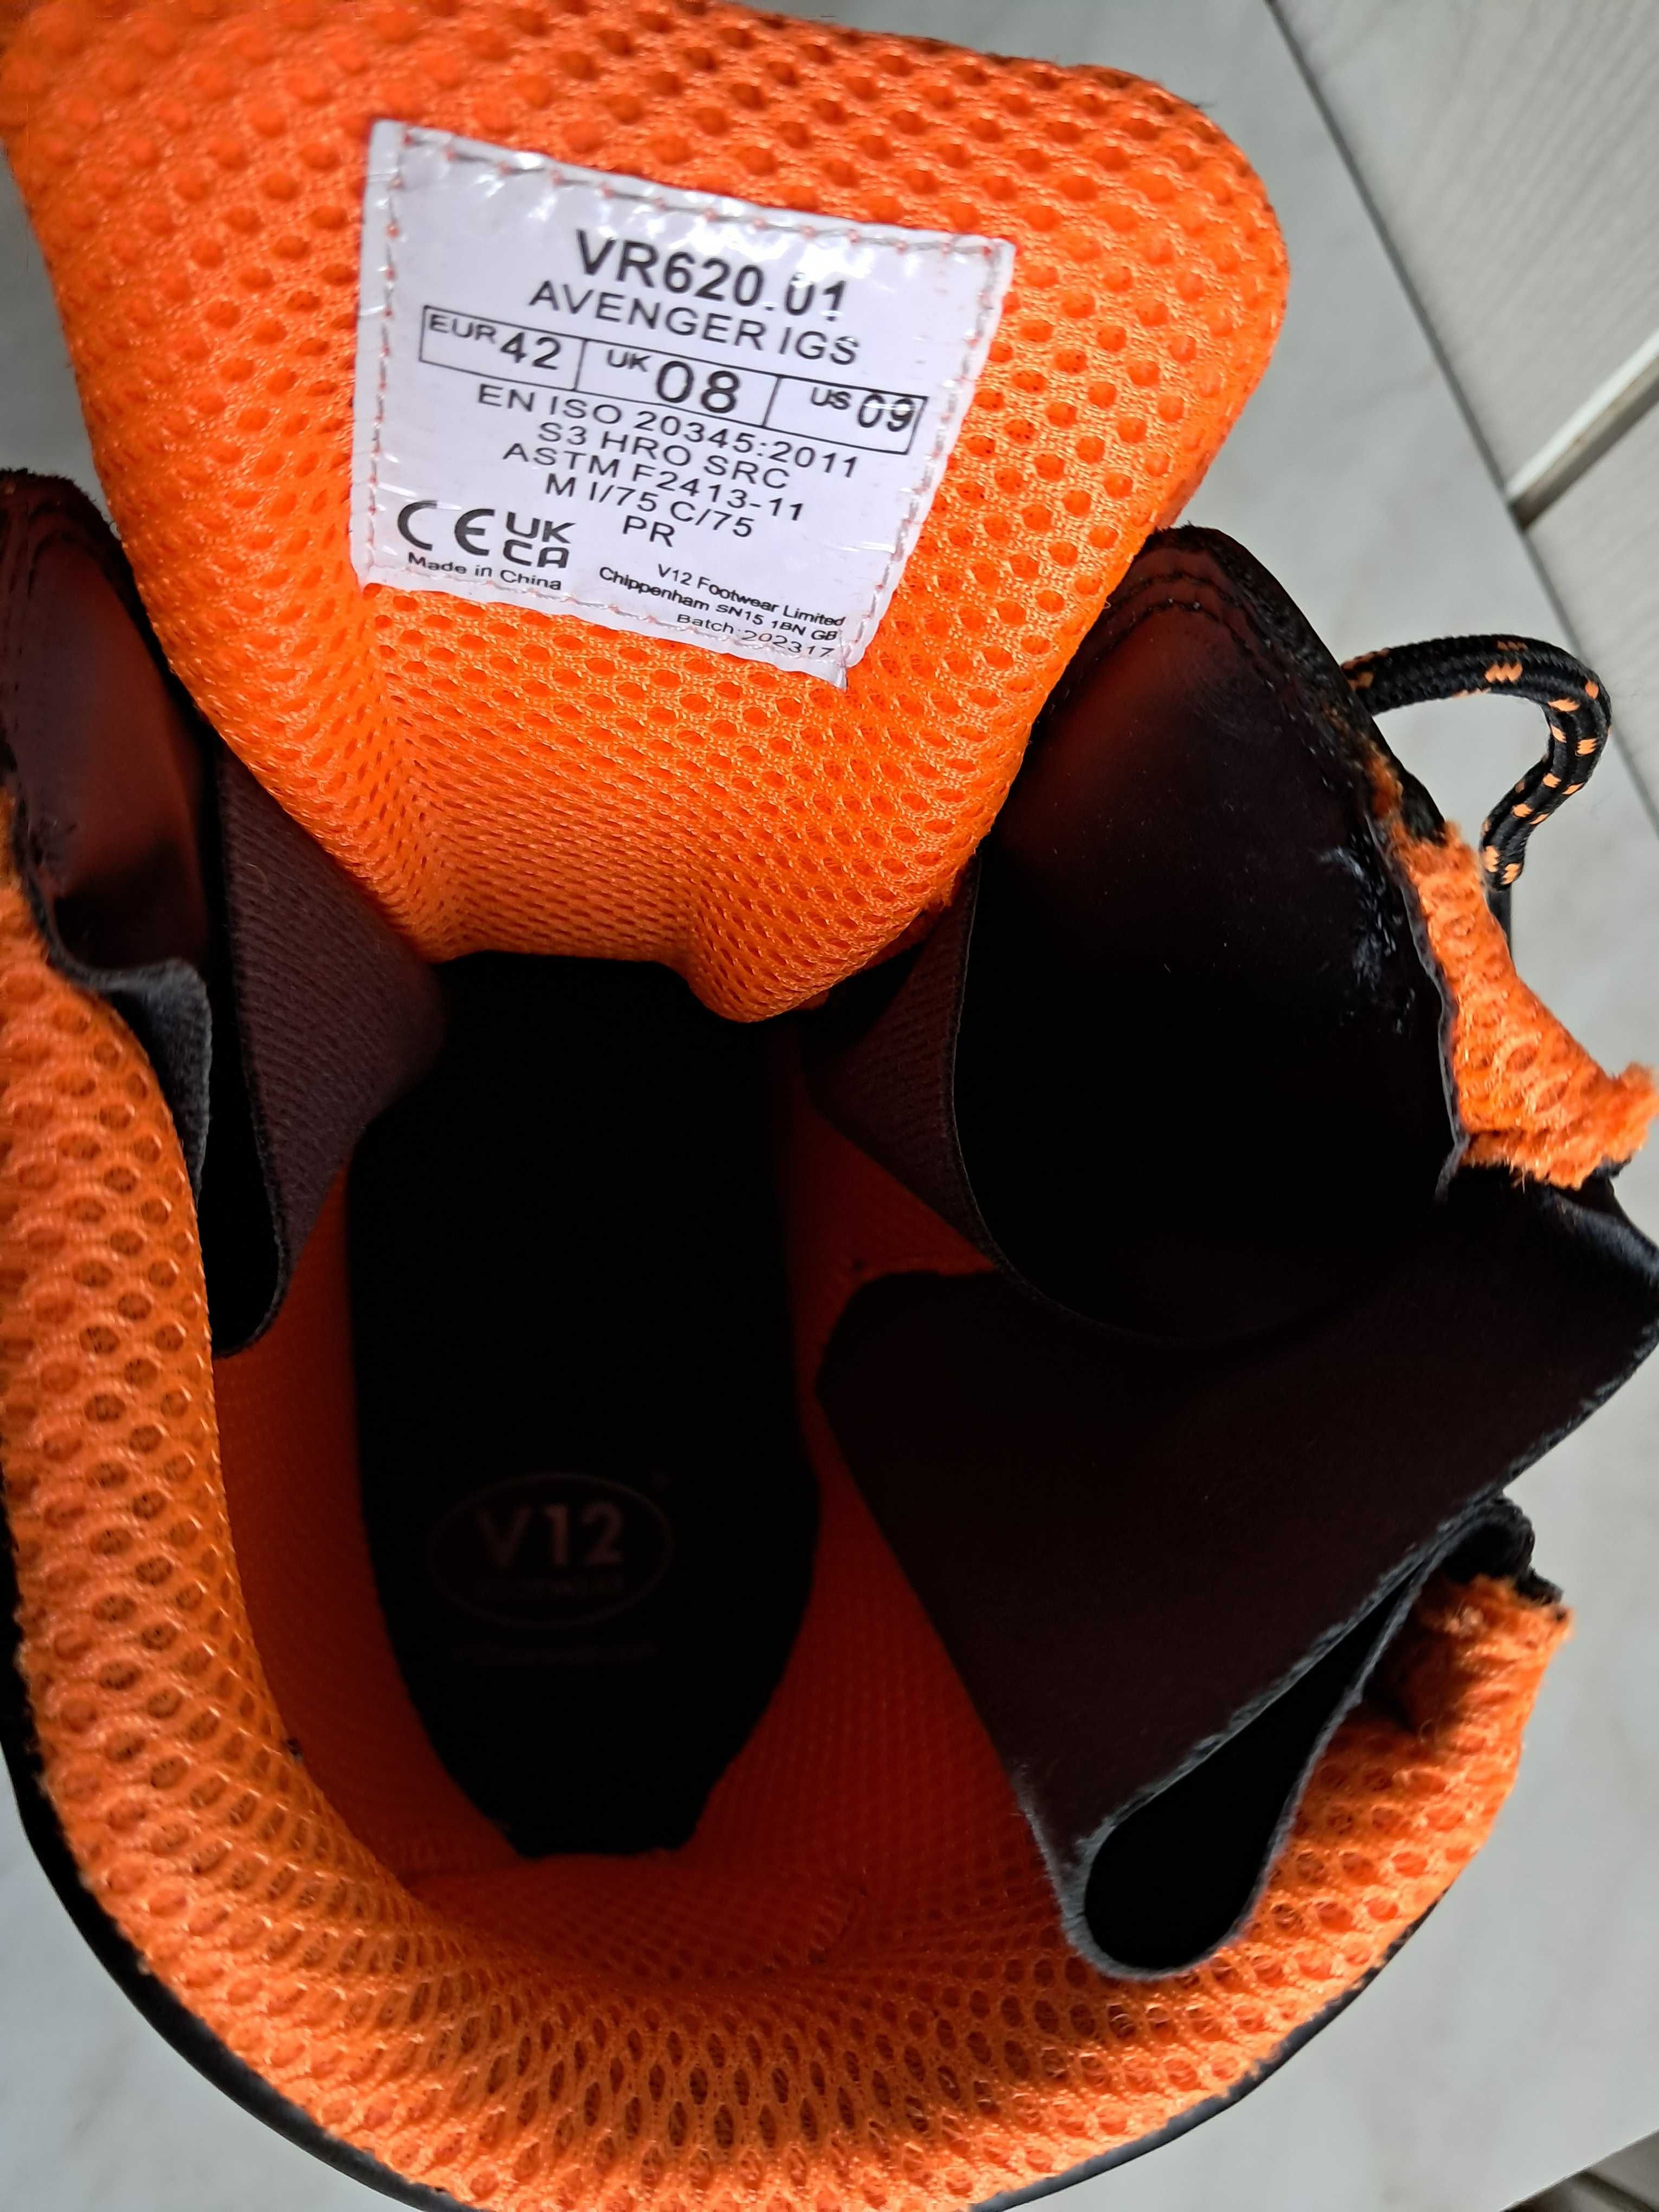 VR620.01
AVENGER IGS
EUR 42 UK 08 US 09
EN ISO 20345:2011
S3 HRO SRC
ASTM F2413-11
M I/75 C/75
PR
CE UK CA
Made in China
V12 Footwear Limited
Chippenham SN15 1BN GB
Batch:202317
V12